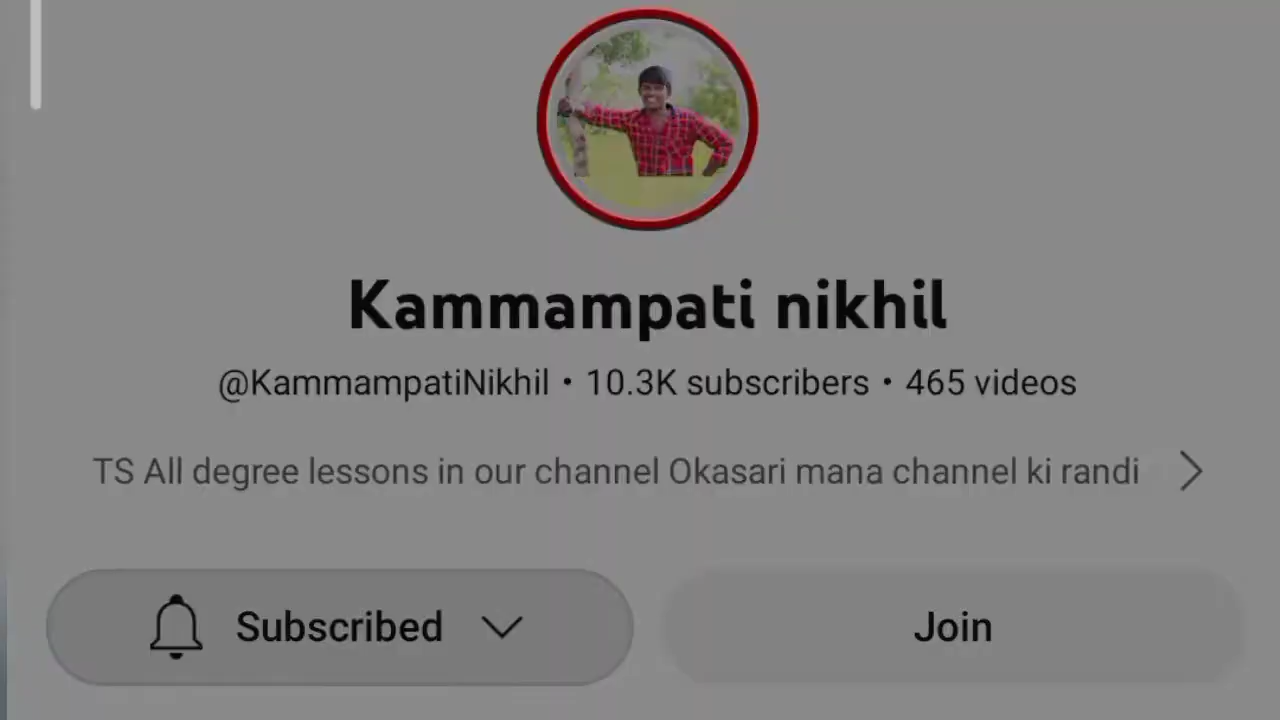 Kammampati nikhil
@KammampatiNikhil • 10.3K subscribers • 465 videos
TS All degree lessons in our channel Okasari mana channel ki randi
Subscribed
Join